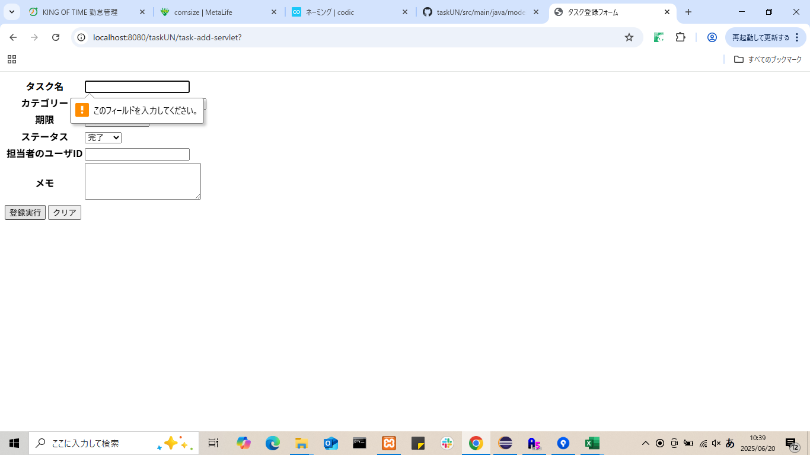 KING OF TIME 勤怠管理
comsize | MetaLife
ネーミング | codic
taskUN/src/main/java/mode
タスク登録フォーム
localhost:8080/taskUN/task-add-servlet?
再起動して更新する
すべてのブックマーク
タスク名
カテゴリー
このフィールドを入力してください。
期限
ステータス
完了
担当者のユーザID
メモ
登録実行 クリア
ここに入力して検索
あ
10:39
2025/06/20
12